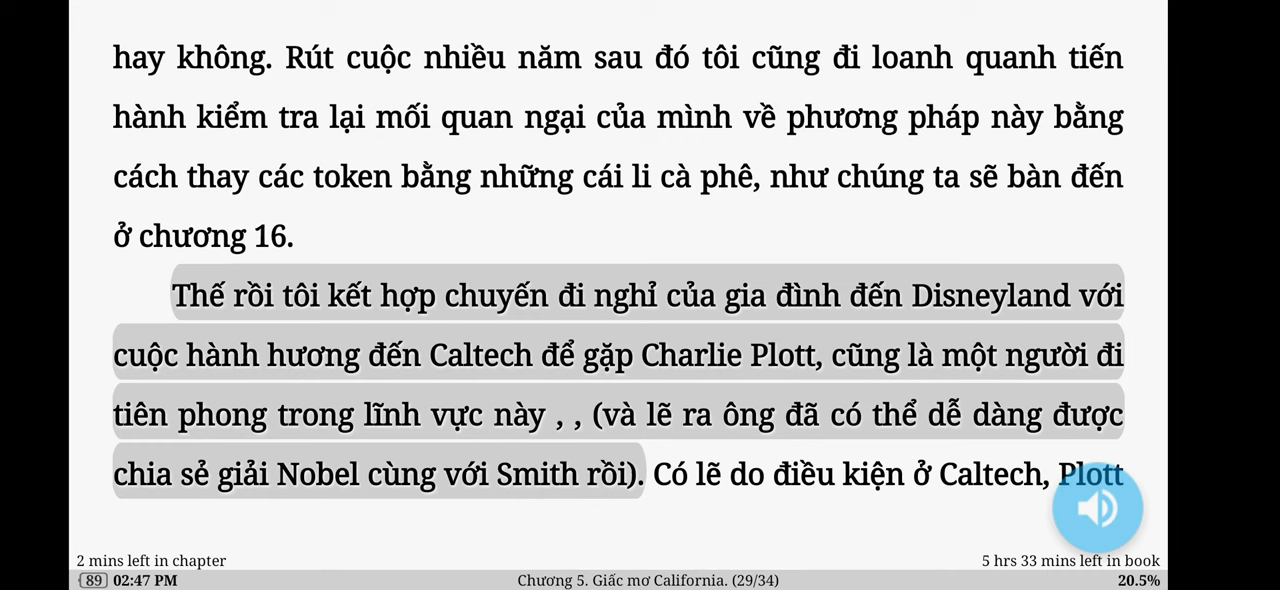 hay không. Rút cuộc nhiều năm sau đó tôi cũng đi loanh quanh tiến
hành kiểm tra lại mối quan ngại của mình về phương pháp này bằng
cách thay các token bằng những cái li cà phê, như chúng ta sẽ bàn đến
ở chương 16.
Thế rồi tôi kết hợp chuyến đi nghỉ của gia đình đến Disneyland với
cuộc hành hương đến Caltech để gặp Charlie Plott, cũng là một người đi
tiên phong trong lĩnh vực này , , (và lẽ ra ông đã có thể dễ dàng được
chia sẻ giải Nobel cùng với Smith rồi). Có lẽ do điều kiện ở Caltech, Plott
2 mins left in chapter
5 hrs 33 mins left in book
89 02:47 PM
Chương 5. Giấc mơ California. (29/34)
20.5%